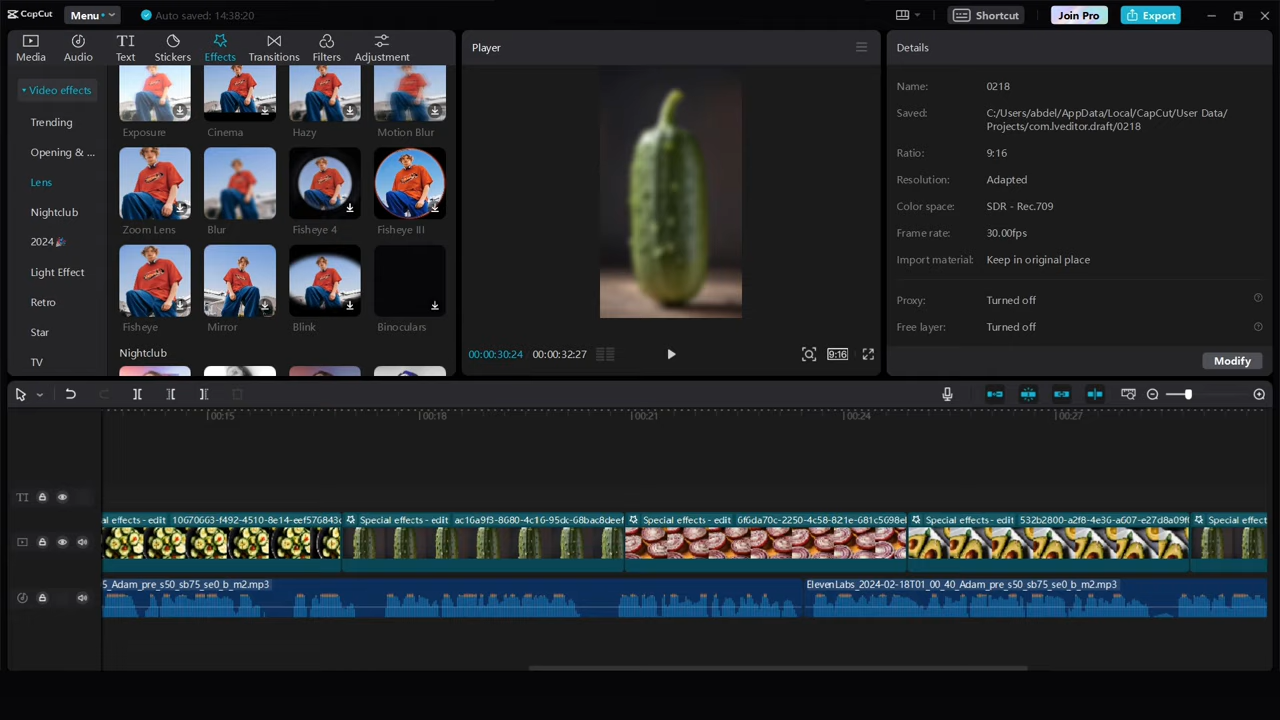 CapCut Menu Auto saved: 14:38:20 Shortcut Join Pro Export
Media Audio Text Stickers Effects Transitions Filters Adjustment
Video effects
Trending
Opening & ...
Lens
Nightclub
2024🎉
Light Effect
Retro
Star
TV
Exposure Cinema Hazy Motion Blur
Zoom Lens Blur Fisheye 4 Fisheye III
Fisheye Mirror Blink Binoculars
Nightclub
Player
00:00:30:24 00:00:32:27 9:16
Details
Name: 0218
Saved: C:/Users/abdel/AppData/Local/CapCut/User Data/
Projects/com.lveditor.draft/0218
Ratio: 9:16
Resolution: Adapted
Color space: SDR - Rec.709
Frame rate: 30.00fps
Import material: Keep in original place
Proxy: Turned off
Free layer: Turned off
Modify
00:15 00:18 00:21 00:24 00:27
TI
al effects - edit 10670663-f492-4510-8e14-eef576843c Special effects - edit ac16a9f3-8680-4c16-95dc-68bac8deef Special effects - edit 6f6da70c-2250-4c58-821e-681c5698el Special effects - edit 532b2800-a2f8-4e36-a607-e27d8a09f Special effect
5_Adam_pre_s50_sb75_se0_b_m2.mp3 ElevenLabs_2024-02-18T01_00_40_Adam_pre_s50_sb75_se0_b_m2.mp3